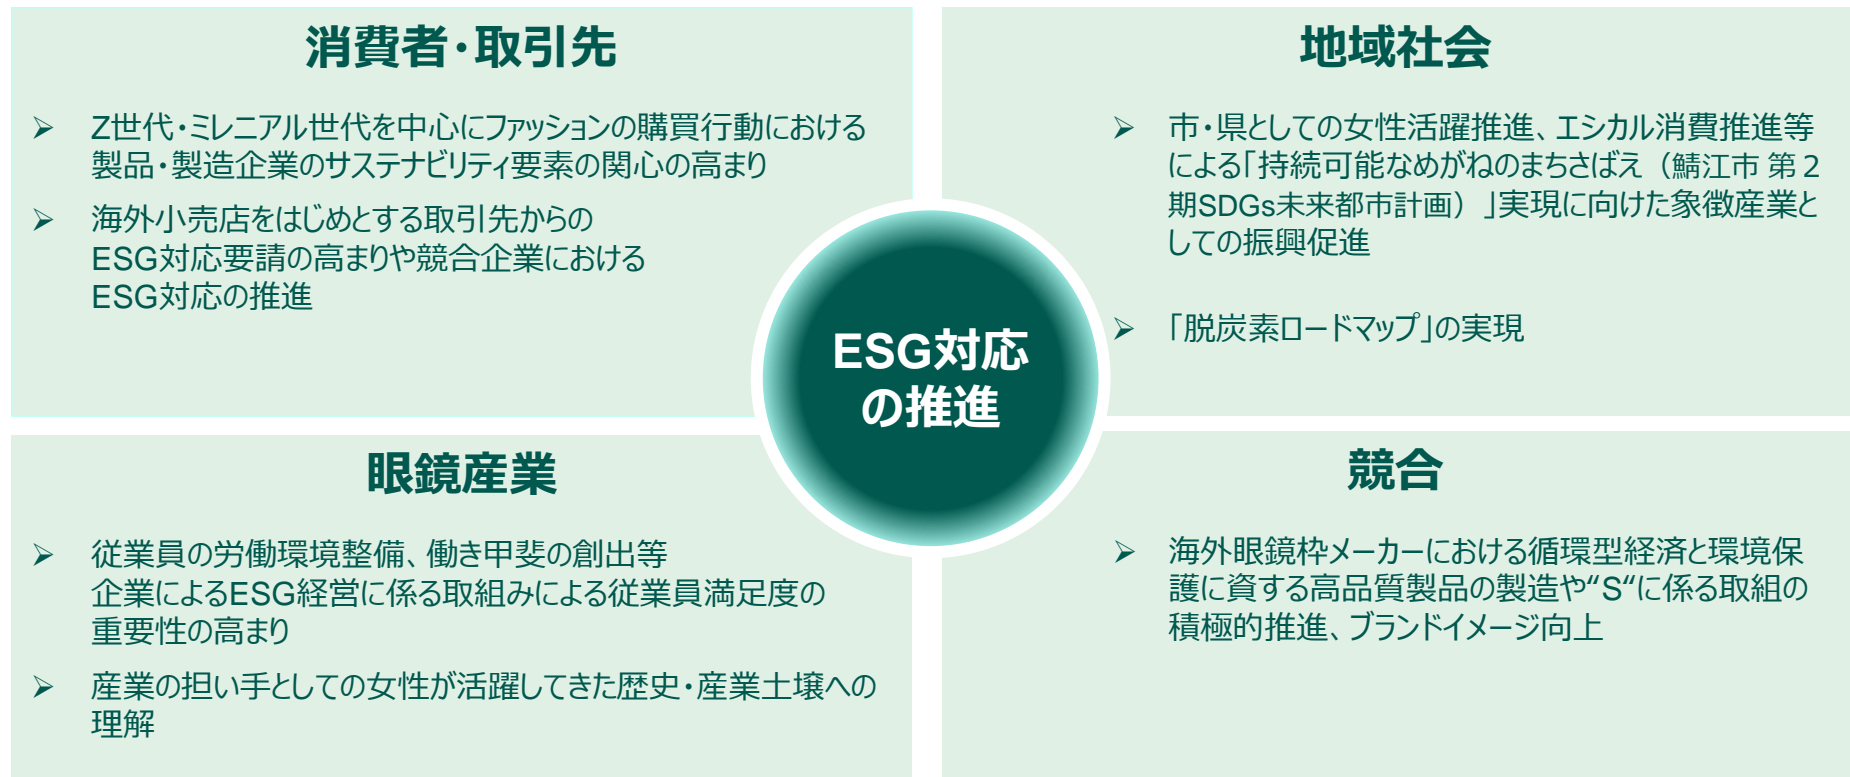 消費者・取引先
➢ Z世代・ミレニアル世代を中心にファッションの購買行動における
製品・製造企業のサステナビリティ要素の関心の高まり
➢ 海外小売店をはじめとする取引先からの
ESG対応要請の高まりや競合企業における
ESG対応の推進
地域社会
➢ 市・県としての女性活躍推進、エシカル消費推進等
による「持続可能なめがねのまちさばえ（鯖江市 第２
期SDGs未来都市計画）」実現に向けた象徴産業と
しての振興促進
➢ 「脱炭素ロードマップ」の実現
ESG対応
の推進
眼鏡産業
➢ 従業員の労働環境整備、働き甲斐の創出等
企業によるESG経営に係る取組みによる従業員満足度の
重要性の高まり
➢ 産業の担い手としての女性が活躍してきた歴史・産業土壌への
理解
競合
➢ 海外眼鏡枠メーカーにおける循環型経済と環境保
護に資する高品質製品の製造や“S“に係る取組の
積極的推進、ブランドイメージ向上